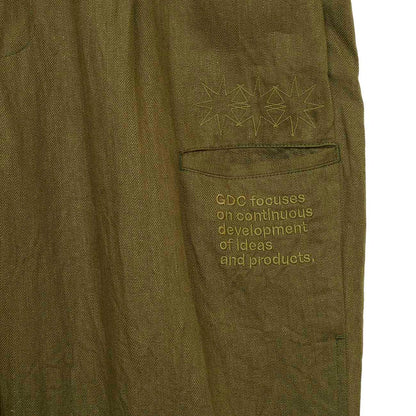 GDC focuses
on continuous
development
of ideas
and products.